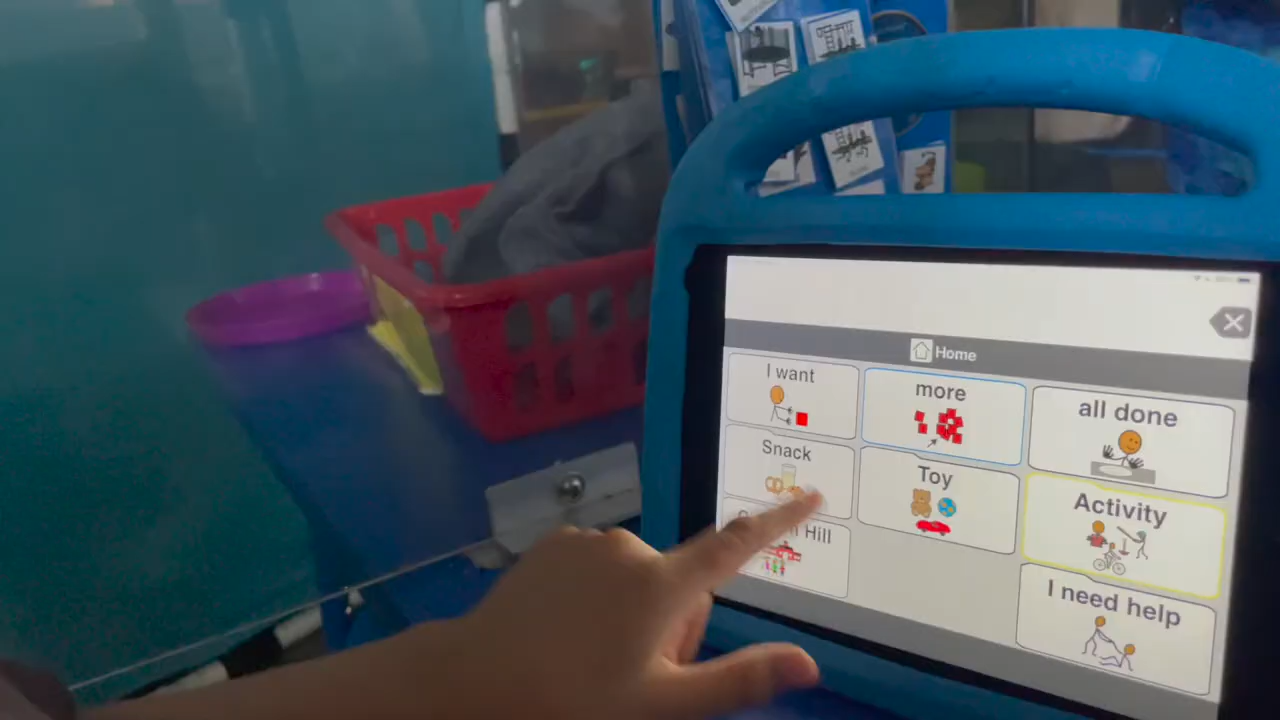 Home
I want
more
all done
Snack
Toy
Activity
Hill
I need help